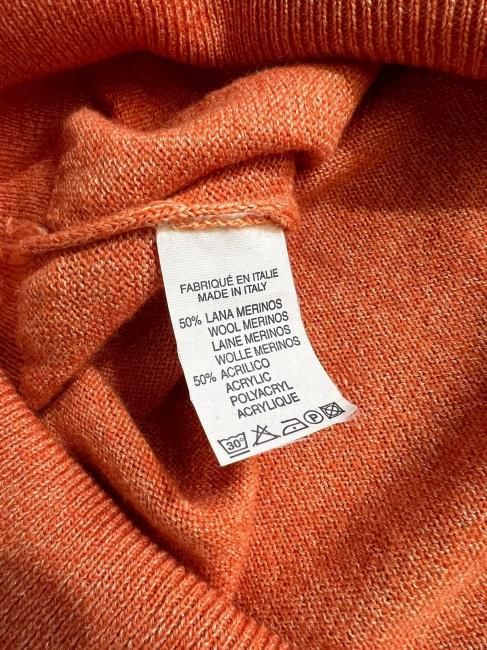 FABRIQUÉ EN ITALIE
MADE IN ITALY
50% LANA MERINOS
WOOL MERINOS
LAINE MERINOS
WOLLE MERINOS
50% ACRILICO
ACRYLIC
POLYACRYL
ACRYLIQUE
30° P